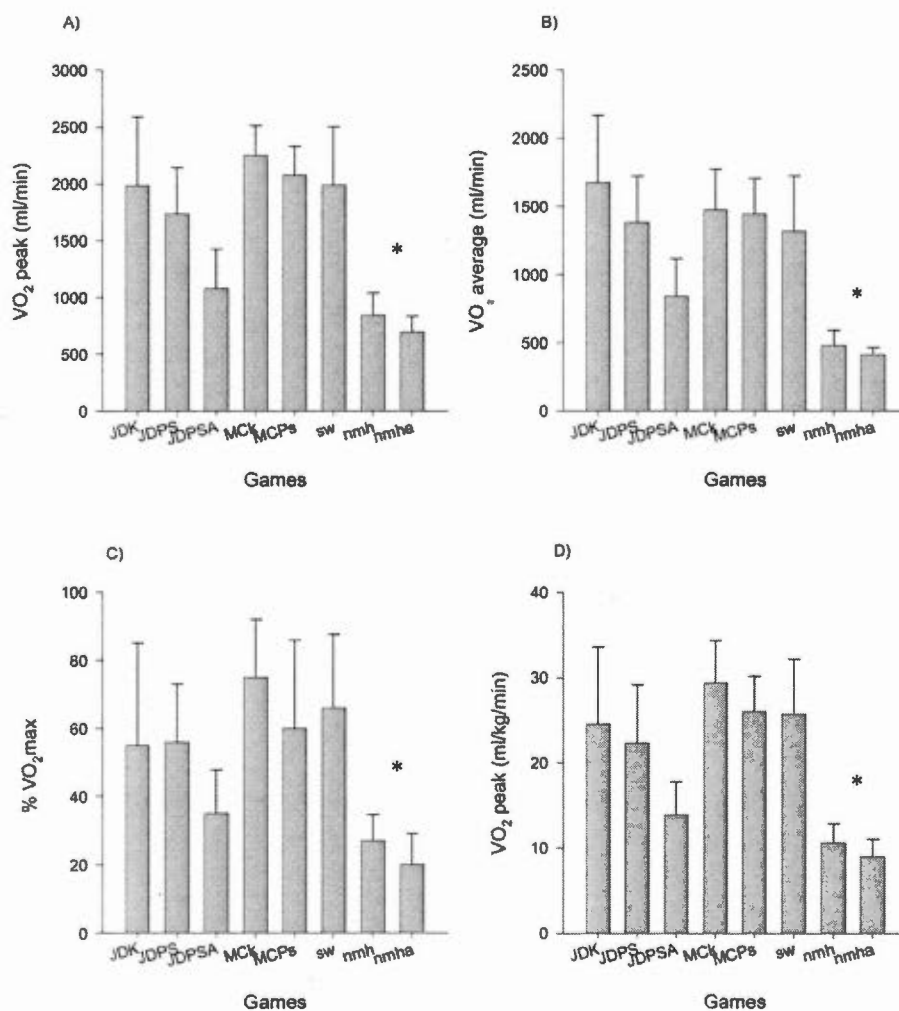 A)
3000
2500
2000
1500
1000
500
0
VO₂ peak (ml/min)
*
JDK JDPS JDPSA MCk MCPs sw nmh nmha
Games
B)
2500
2000
1500
1000
500
0
VO₂ average (ml/min)
*
JDK JDPS JDPSA MCk MCPs sw nmh nmha
Games
C)
100
80
60
40
20
0
% VO₂max
*
JDK JDPS JDPSA MCk MCPs sw nmh nmha
Games
D)
40
30
20
10
0
VO₂ peak (ml/kg/min)
*
JDK JDPS JDPSA MCk MCPs sw nmh nmha
Games